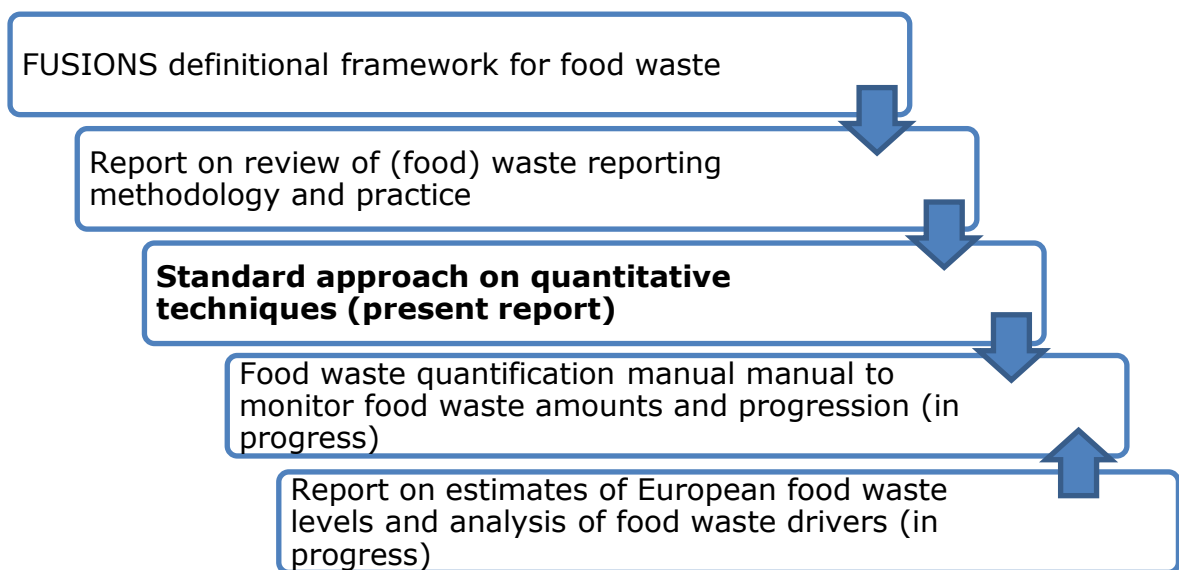 FUSIONS definitional framework for food waste
Report on review of (food) waste reporting
methodology and practice
Standard approach on quantitative
techniques (present report)
Food waste quantification manual manual to
monitor food waste amounts and progression (in
progress)
Report on estimates of European food waste
levels and analysis of food waste drivers (in
progress)